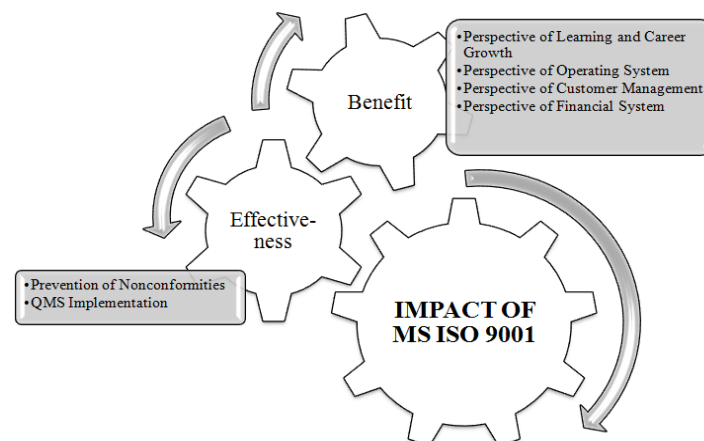 •Perspective of Learning and Career
Growth
•Perspective of Operating System
•Perspective of Customer Management
•Perspective of Financial System
Benefit
Effective-
ness
•Prevention of Nonconformities
•QMS Implementation
IMPACT OF
MS ISO 9001